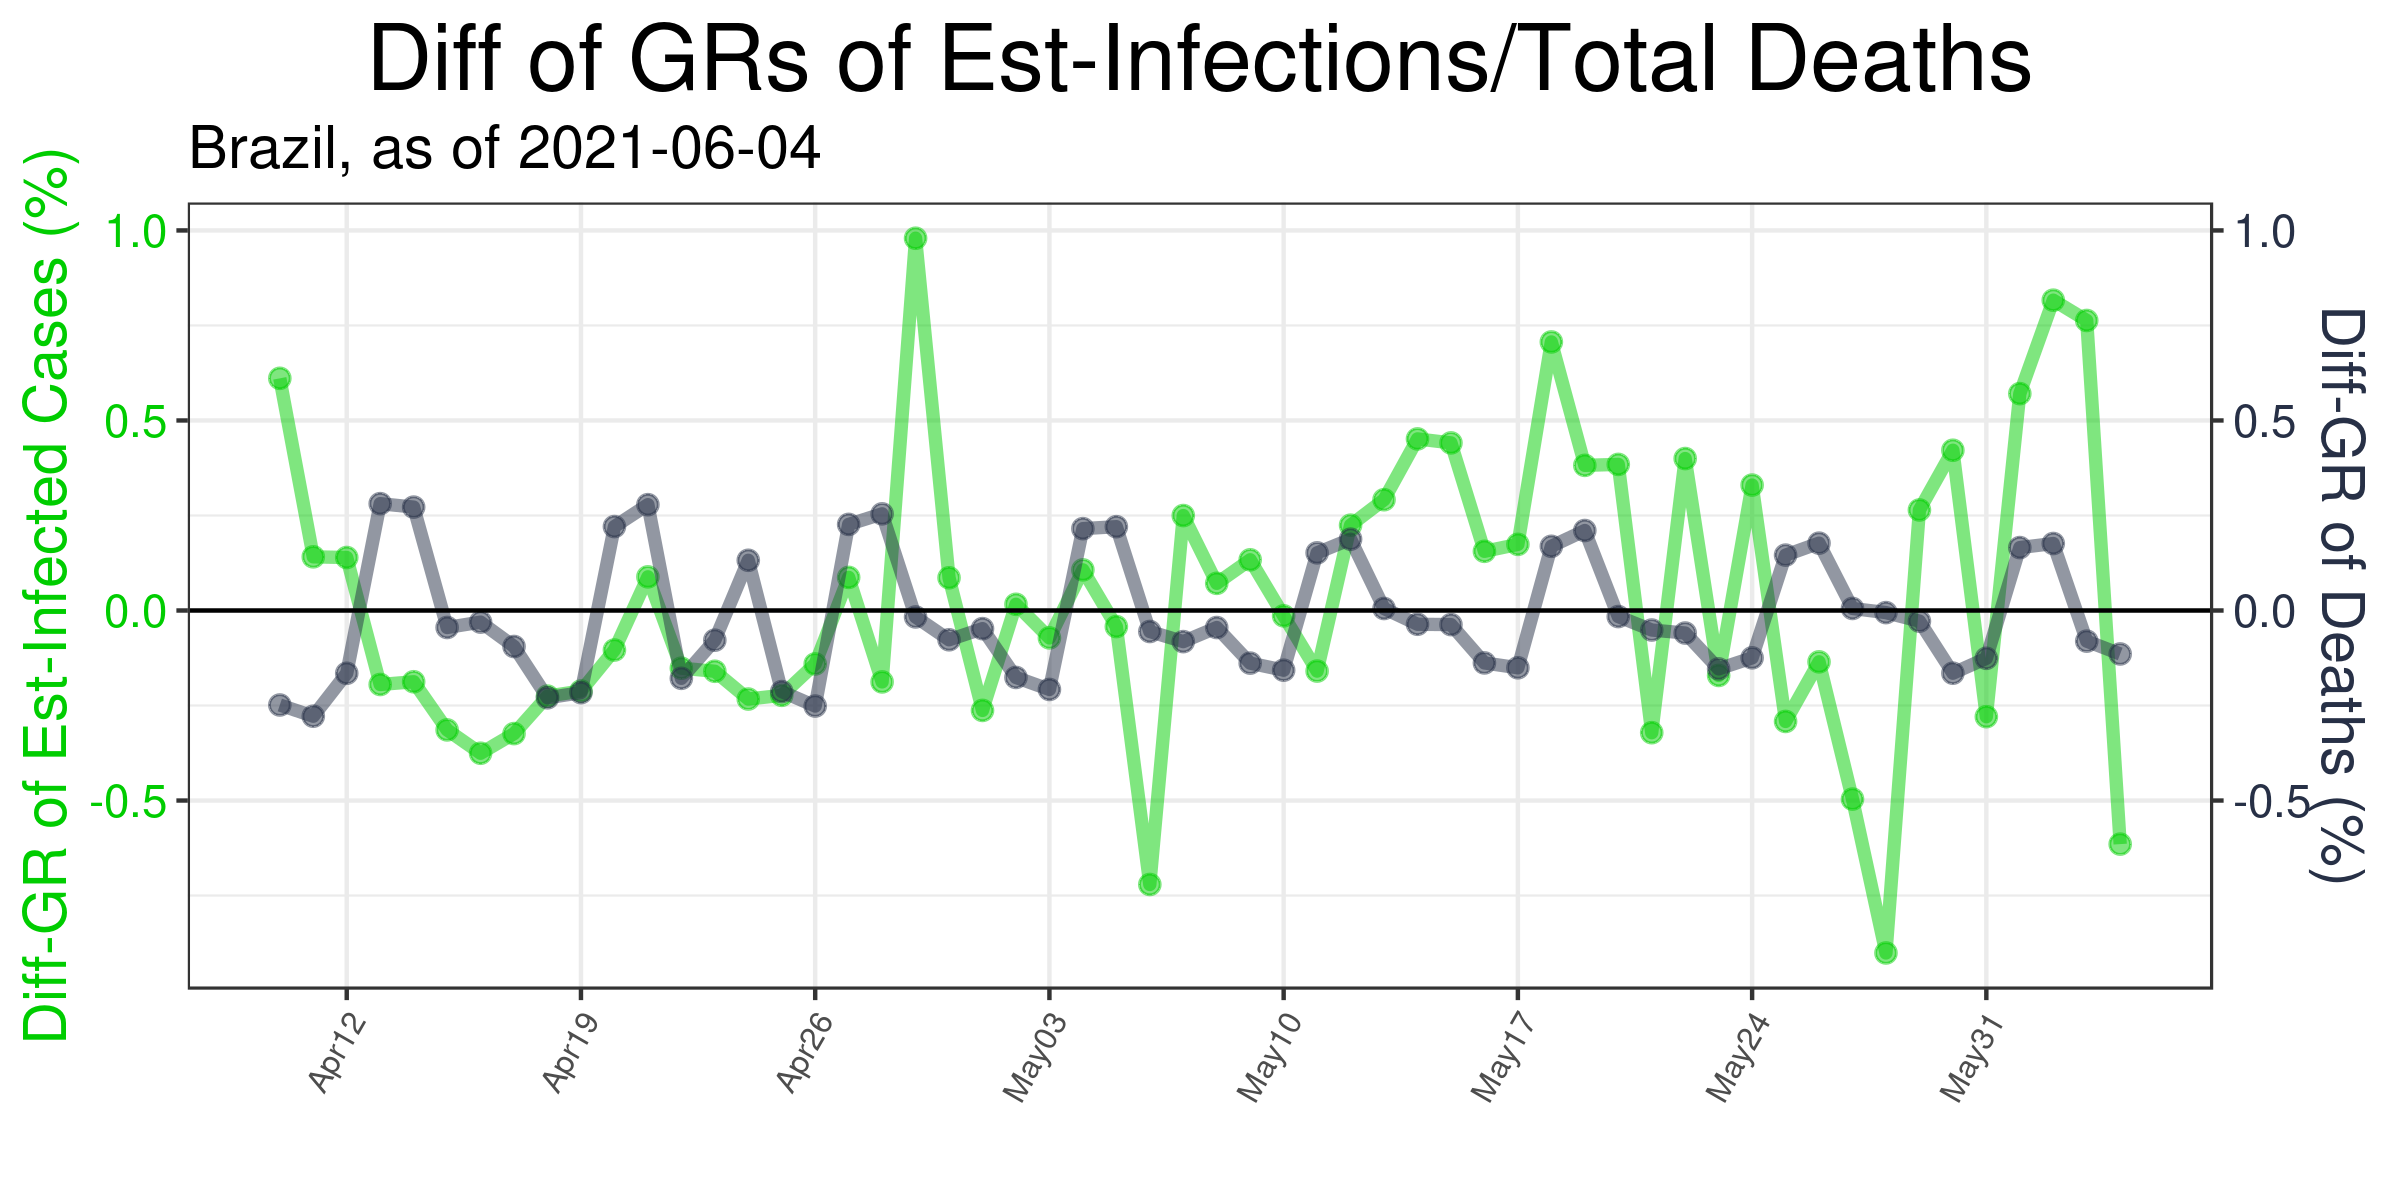 Diff of GRs of Est-Infections/Total Deaths
Brazil, as of 2021-06-04
Diff-GR of Est-Infected Cases (%)
1.0
0.5
0.0
-0.5
1.0
0.5
0.0
-0.5
Diff-GR of Deaths (%)
Apr12
Apr19
Apr26
May03
May10
May17
May24
May31